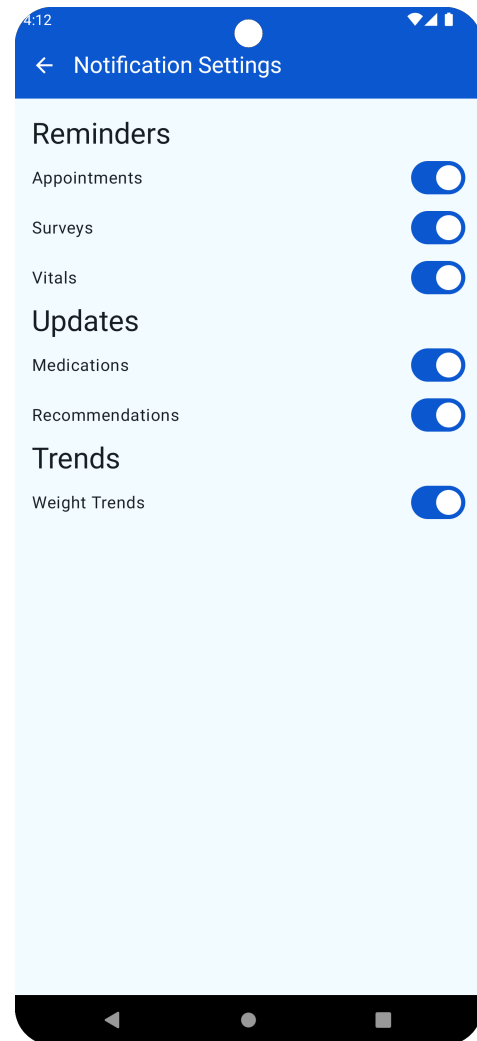 4:12
Notification Settings
Reminders
Appointments
Surveys
Vitals
Updates
Medications
Recommendations
Trends
Weight Trends